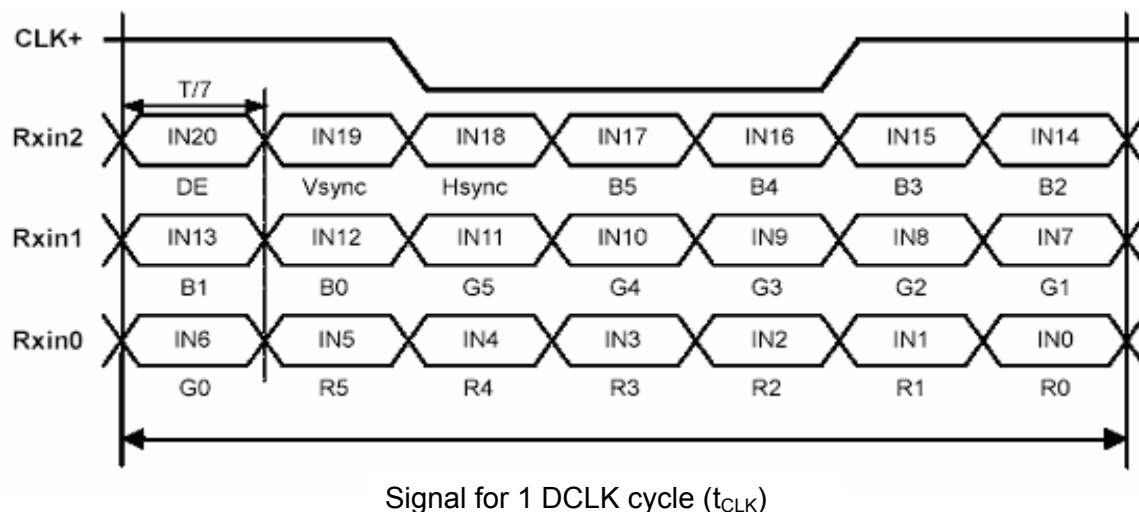 CLK+
T/7
Rxin2 IN20 IN19 IN18 IN17 IN16 IN15 IN14
DE Vsync Hsync B5 B4 B3 B2
Rxin1 IN13 IN12 IN11 IN10 IN9 IN8 IN7
B1 B0 G5 G4 G3 G2 G1
Rxin0 IN6 IN5 IN4 IN3 IN2 IN1 IN0
G0 R5 R4 R3 R2 R1 R0
Signal for 1 DCLK cycle (tCLK)